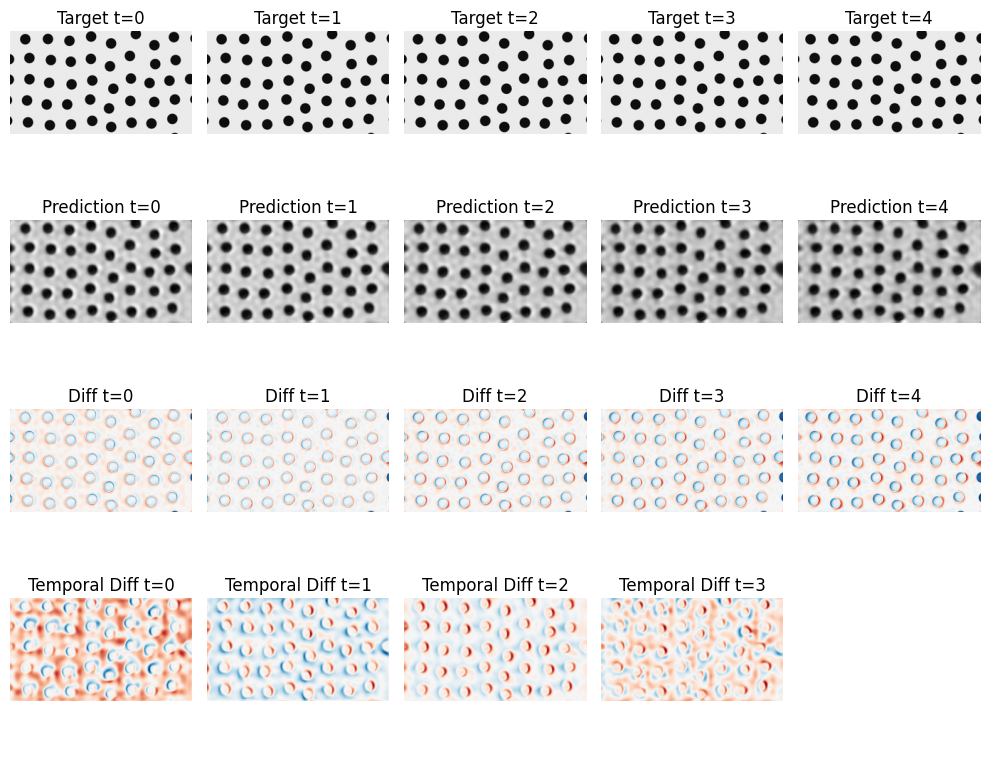 Target t=0
Target t=1
Target t=2
Target t=3
Target t=4
Prediction t=0
Prediction t=1
Prediction t=2
Prediction t=3
Prediction t=4
Diff t=0
Diff t=1
Diff t=2
Diff t=3
Diff t=4
Temporal Diff t=0
Temporal Diff t=1
Temporal Diff t=2
Temporal Diff t=3